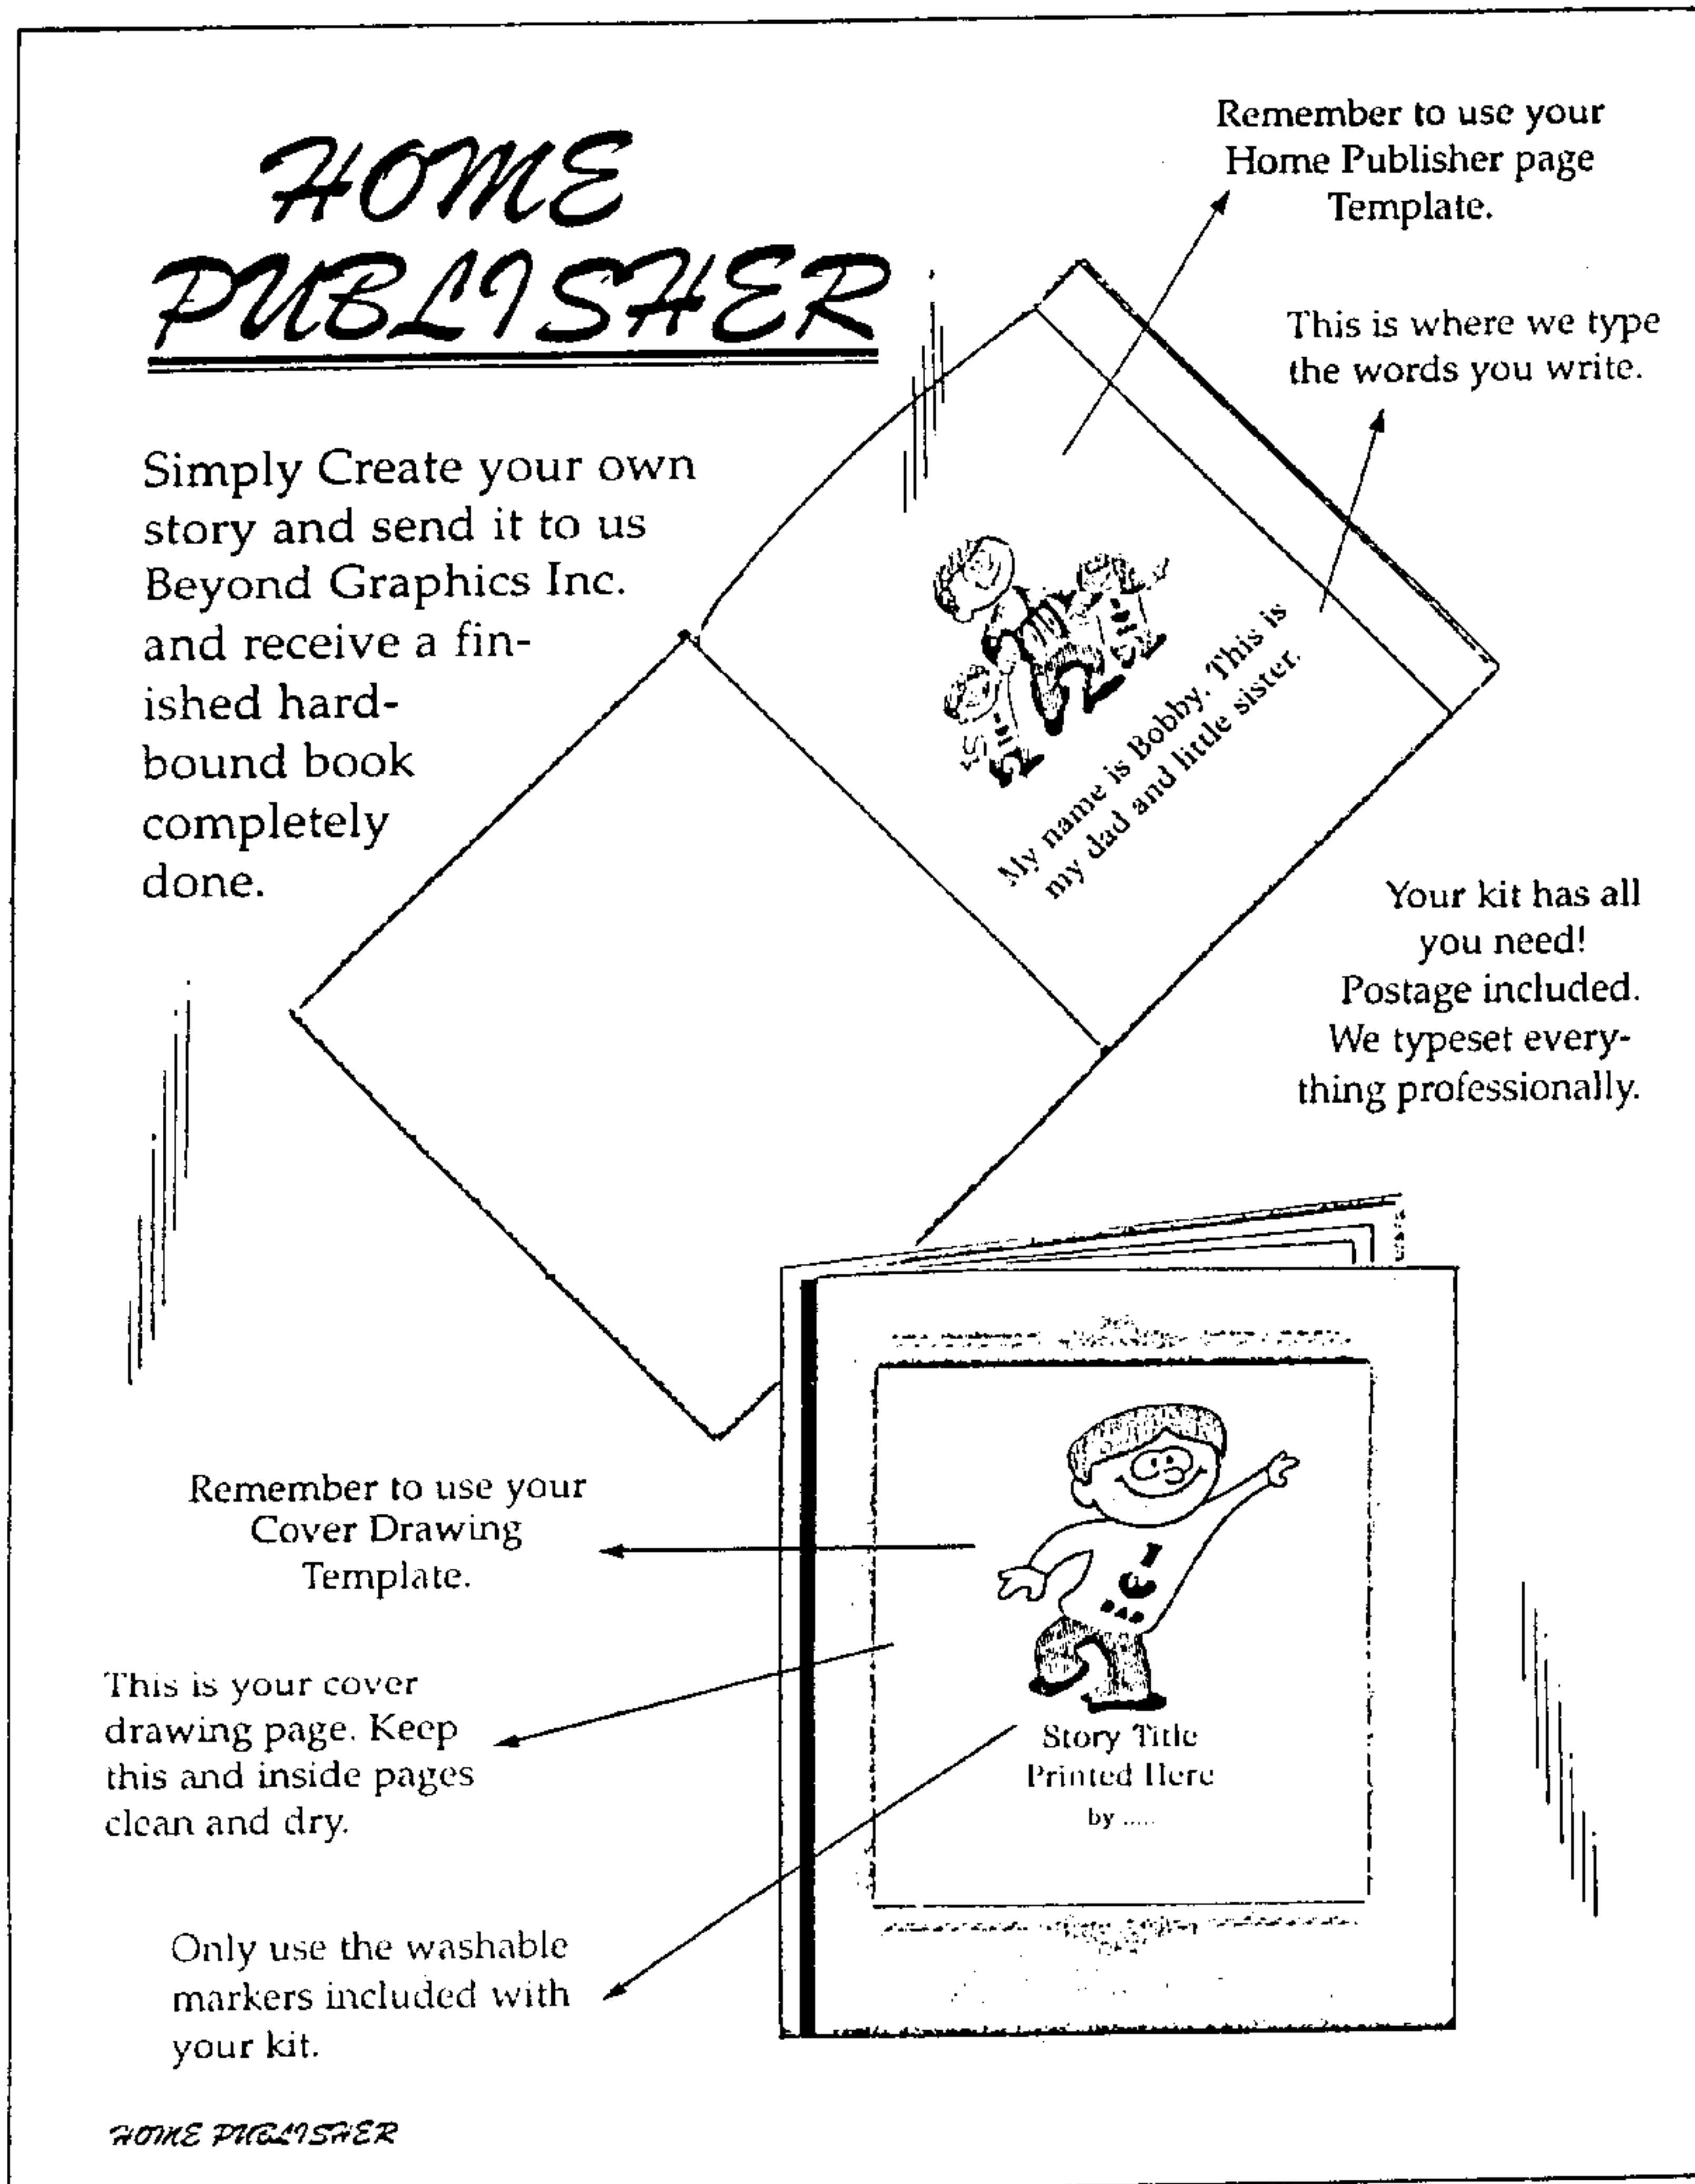 HOME
PUBLISHER
Simply Create your own
story and send it to us
Beyond Graphics Inc.
and receive a fin-
ished hard-
bound book
completely
done.
Remember to use your
Home Publisher page
Template.
This is where we type
the words you write.
My name is Bobby. This is
my dad and little sister.
Your kit has all
you need!
Postage included.
We typeset every-
thing professionally.
Remember to use your
Cover Drawing
Template.
This is your cover
drawing page. Keep
this and inside pages
clean and dry.
Only use the washable
markers included with
your kit.
I
DAD
Story Title
Printed Here
by .....
HOME PUBLISHER